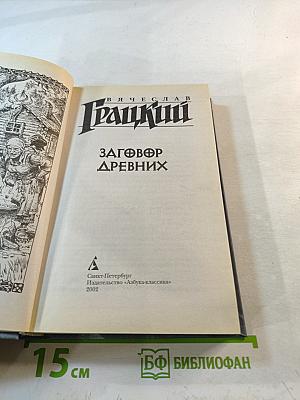 ВЯЧЕСЛАВ
Грацкий
ЗАГОВОР
ДРЕВНИХ
Санкт-Петербург
Издательство «Азбука-классика»
2002
15 см
БФ БИБЛИОФАН